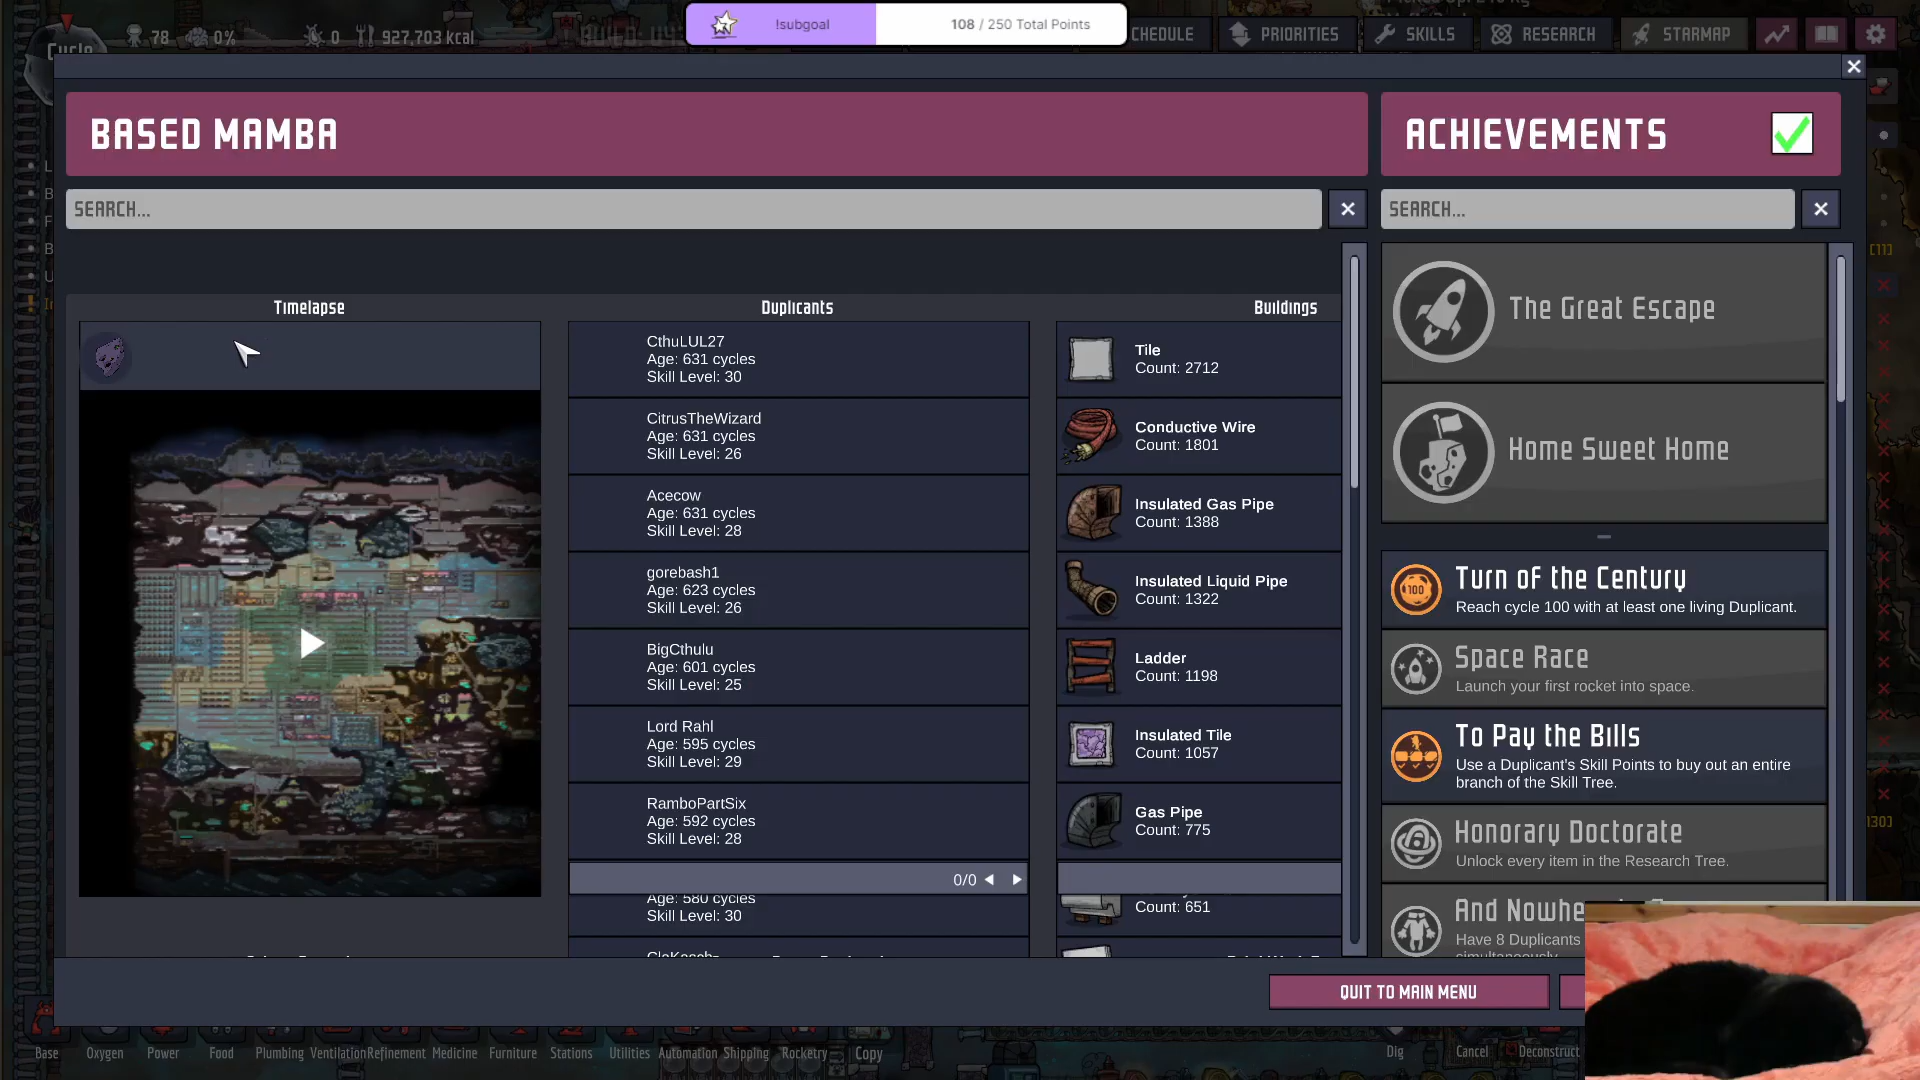 !subgoal
108 / 250 Total Points
Cycle
78
0%
0
927,703 kcal
CHEDULE
PRIORITIES
SKILLS
RESEARCH
STARMAP
BASED MAMBA
ACHIEVEMENTS
SEARCH...
SEARCH...
Timelapse
Duplicants
Buildings
CthuLUL27
Age: 631 cycles
Skill Level: 30
CitrusTheWizard
Age: 631 cycles
Skill Level: 26
Acecow
Age: 631 cycles
Skill Level: 28
gorebash1
Age: 623 cycles
Skill Level: 26
BigCthulu
Age: 601 cycles
Skill Level: 25
Lord Rahl
Age: 595 cycles
Skill Level: 29
RamboPartSix
Age: 592 cycles
Skill Level: 28
0/0
Age: 580 cycles
Skill Level: 30
Tile
Count: 2712
Conductive Wire
Count: 1801
Insulated Gas Pipe
Count: 1388
Insulated Liquid Pipe
Count: 1322
Ladder
Count: 1198
Insulated Tile
Count: 1057
Gas Pipe
Count: 775
Count: 651
The Great Escape
Home Sweet Home
100
Turn of the Century
Reach cycle 100 with at least one living Duplicant.
Space Race
Launch your first rocket into space.
To Pay the Bills
Use a Duplicant's Skill Points to buy out an entire
branch of the Skill Tree.
Honorary Doctorate
Unlock every item in the Research Tree.
And Nowhe
Have 8 Duplicants
simultaneously
[11]
QUIT TO MAIN MENU
Base
Oxygen
Power
Food
Plumbing
Ventilation
Refinement
Medicine
Furniture
Stations
Utilities
Automation
Shipping
Rocketry
Copy
Dig
Cancel
Deconstruct